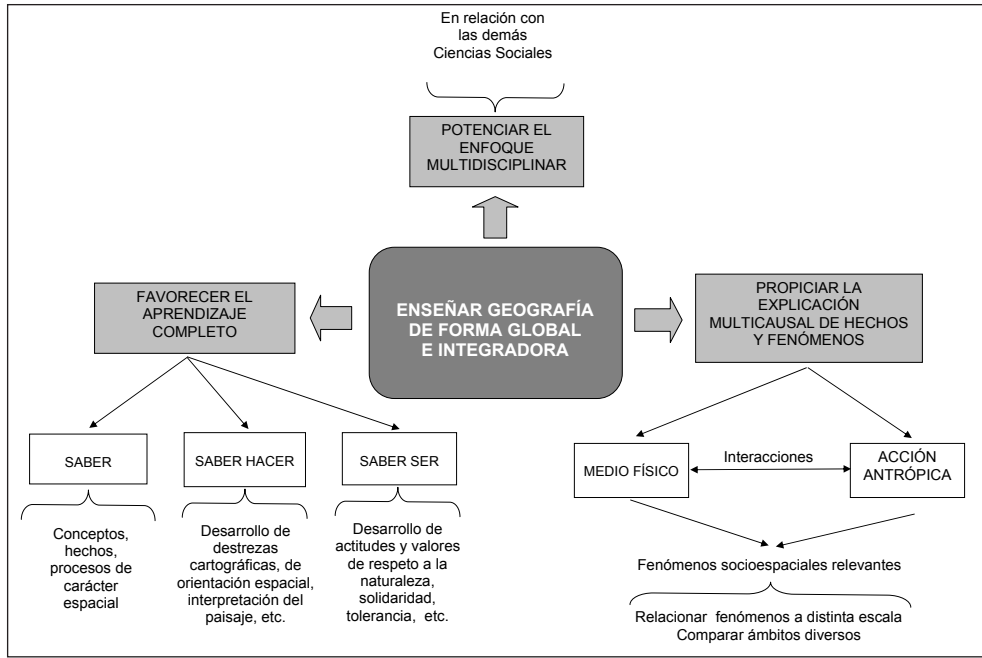 En relación con
las demás
Ciencias Sociales
POTENCIAR EL
ENFOQUE
MULTIDISCIPLINAR
ENSEÑAR GEOGRAFÍA
DE FORMA GLOBAL
E INTEGRADORA
FAVORECER EL
APRENDIZAJE
COMPLETO
SABER
Conceptos,
hechos,
procesos de
carácter
espacial
SABER HACER
Desarrollo de
destrezas
cartográficas, de
orientación espacial,
interpretación del
paisaje, etc.
SABER SER
Desarrollo de
actitudes y valores
de respeto a la
naturaleza,
solidaridad,
tolerancia, etc.
PROPICIAR LA
EXPLICACIÓN
MULTICAUSAL DE HECHOS
Y FENÓMENOS
MEDIO FÍSICO
Interacciones
ACCIÓN
ANTRÓPICA
Fenómenos socioespaciales relevantes
Relacionar fenómenos a distinta escala
Comparar ámbitos diversos